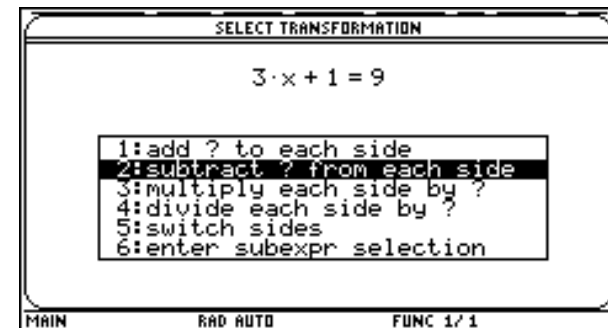 SELECT TRANSFORMATION
3·x + 1 = 9
1:add ? to each side
2:subtract ? from each side
3:multiply each side by ?
4:divide each side by ?
5:switch sides
6:enter subexpr selection
MAIN RAD AUTO FUNC 1/1